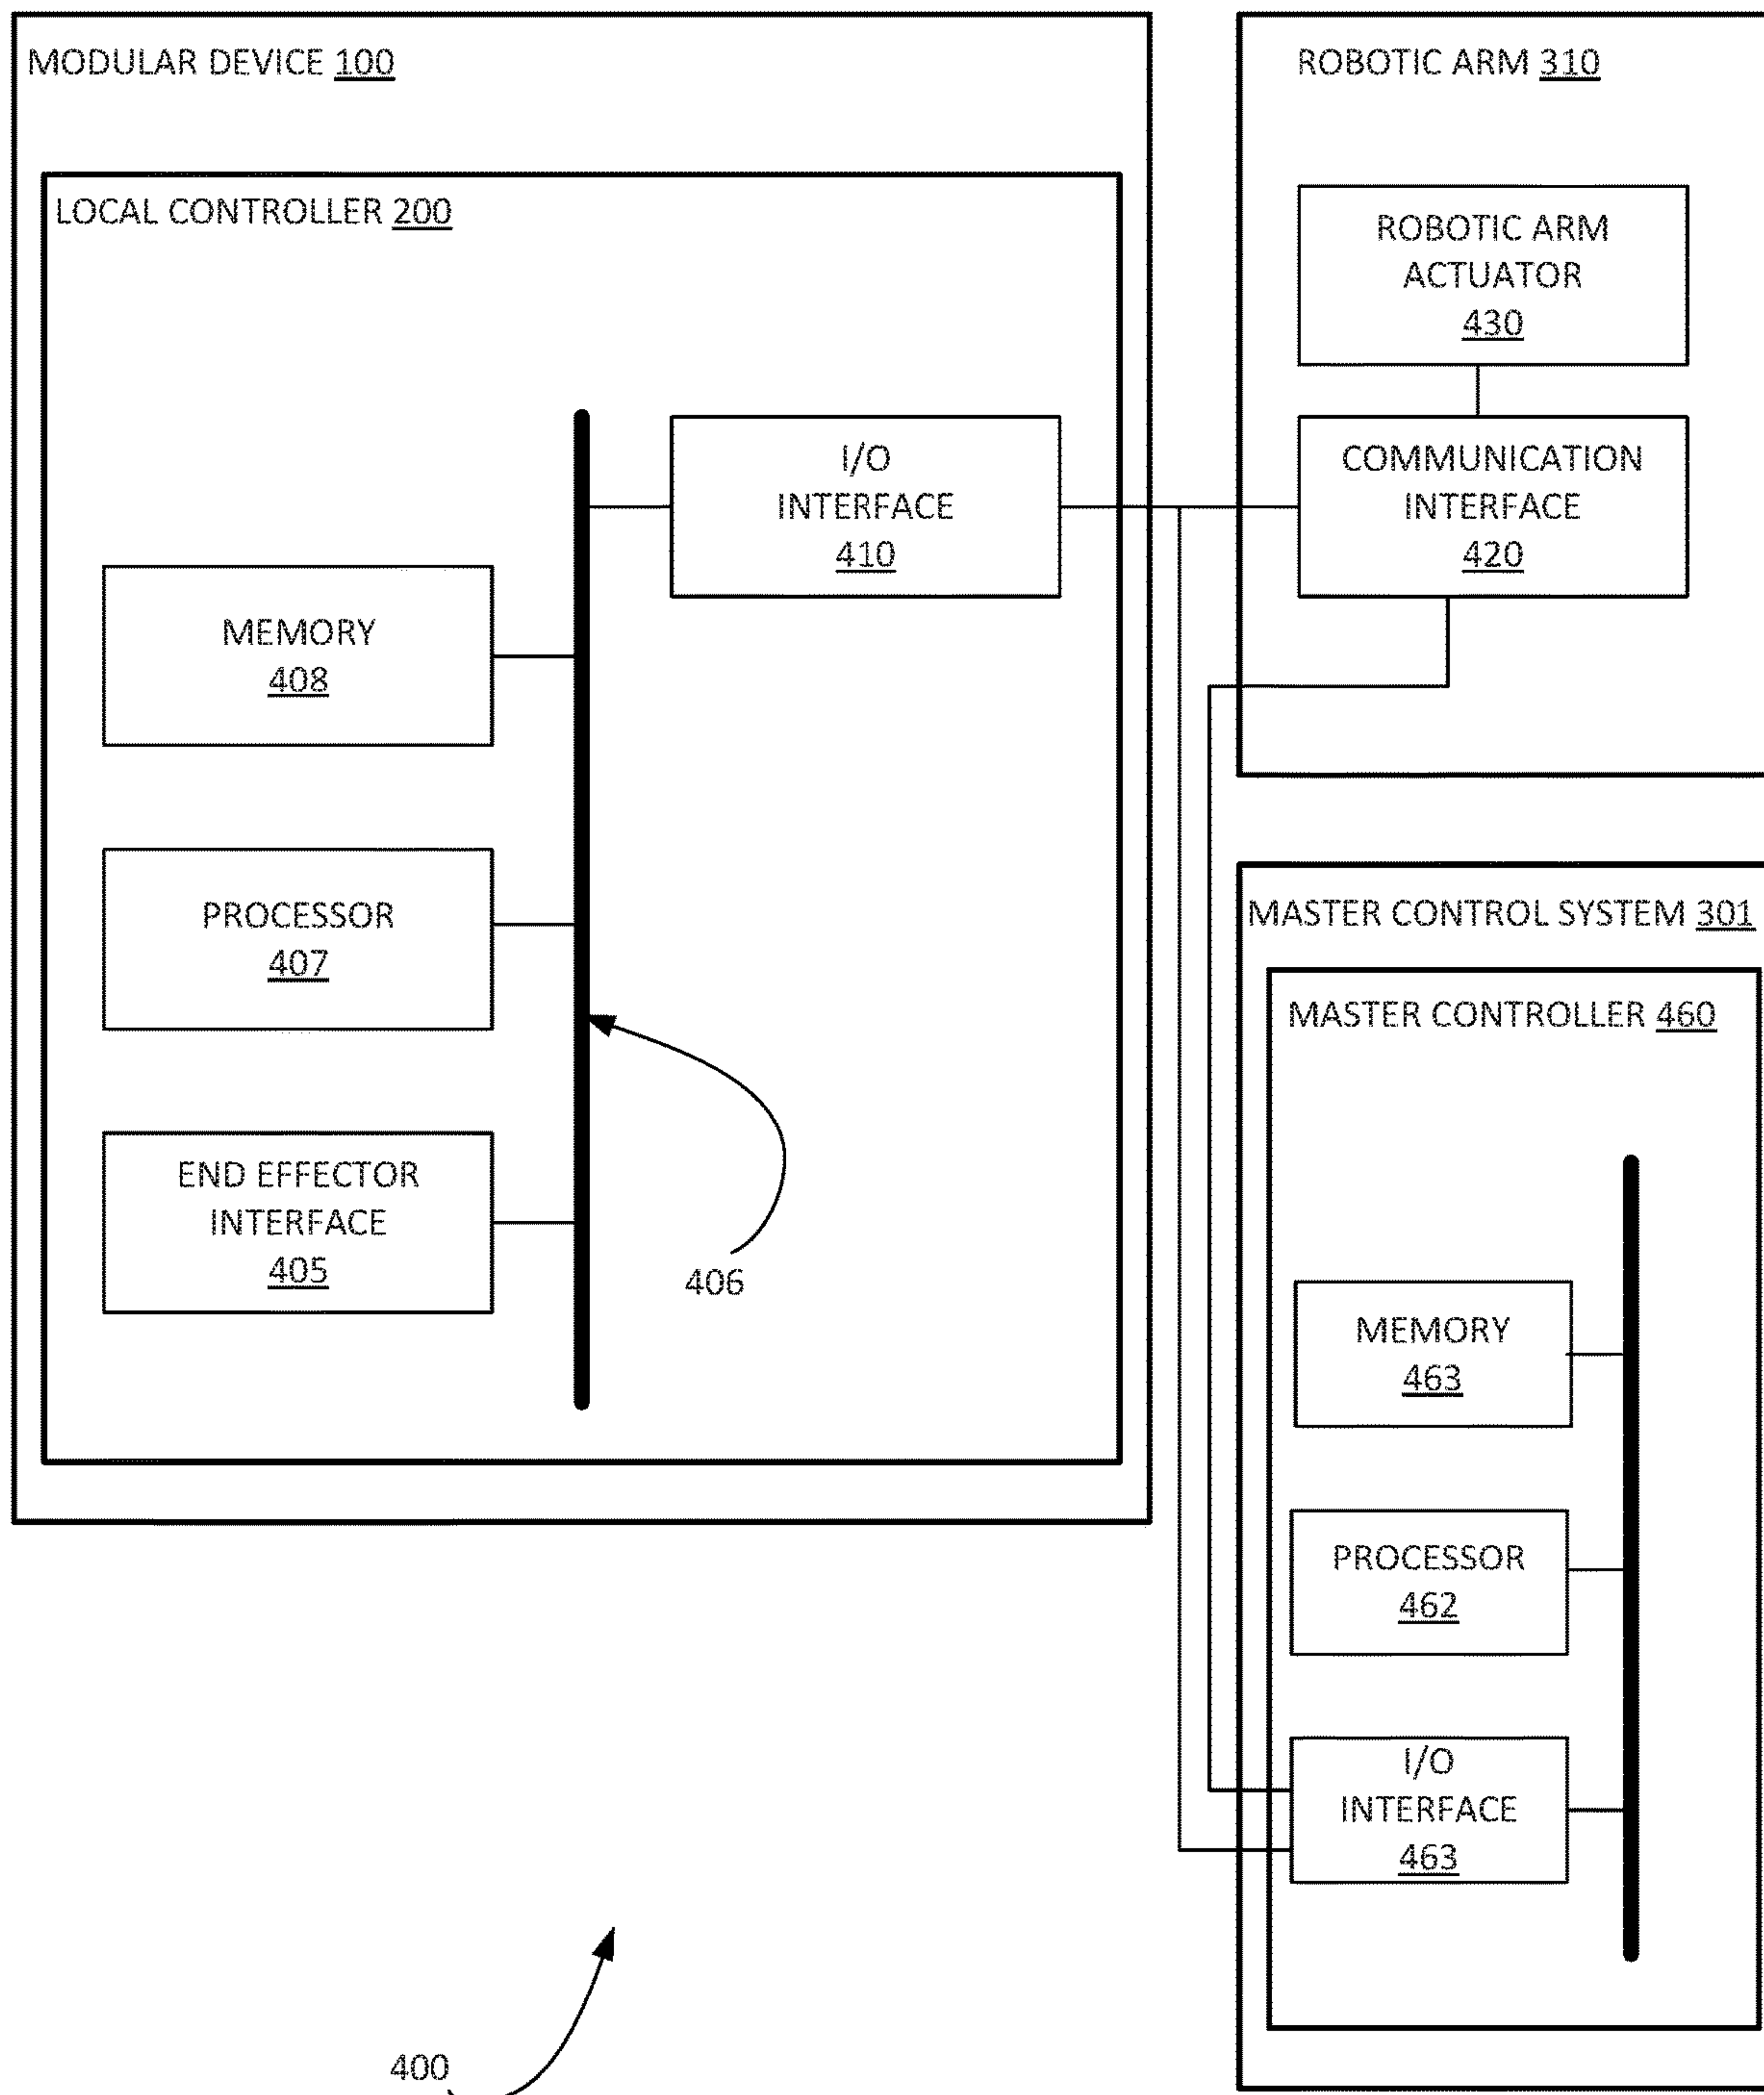 MODULAR DEVICE 100
LOCAL CONTROLLER 200
I/O
INTERFACE
410
MEMORY
408
PROCESSOR
407
END EFFECTOR
INTERFACE
405
406
ROBOTIC ARM 310
ROBOTIC ARM
ACTUATOR
430
COMMUNICATION
INTERFACE
420
MASTER CONTROL SYSTEM 301
MASTER CONTROLLER 460
MEMORY
463
PROCESSOR
462
I/O
INTERFACE
463
400